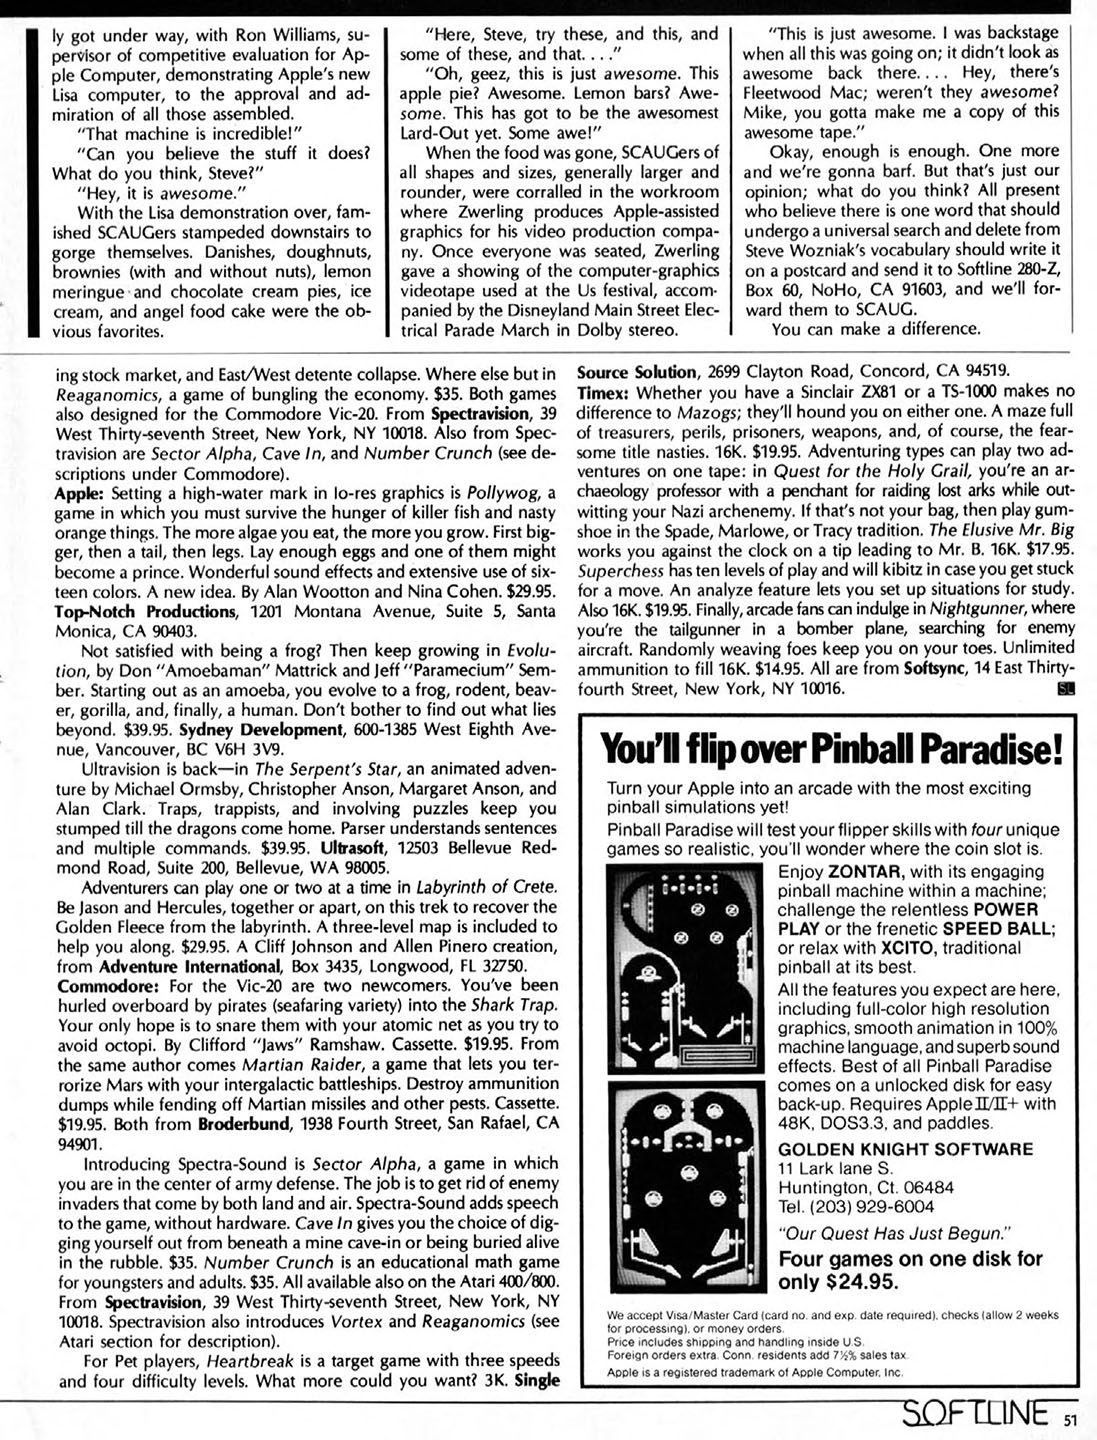 ly got under way, with Ron Williams, su-
pervisor of competitive evaluation for Ap-
ple Computer, demonstrating Apple's new
Lisa computer, to the approval and ad-
miration of all those assembled.
"That machine is incredible!"
"Can you believe the stuff it does?
What do you think, Steve?"
"Hey, it is awesome."
With the Lisa demonstration over, fam-
ished SCAUGers stampeded downstairs to
gorge themselves. Danishes, doughnuts,
brownies (with and without nuts), lemon
meringue and chocolate cream pies, ice
cream, and angel food cake were the ob-
vious favorites.
"Here, Steve, try these, and this, and
some of these, and that. . . ."
"Oh, geez, this is just awesome. This
apple pie? Awesome. Lemon bars? Awe-
some. This has got to be the awesomest
Lard-Out yet. Some awe!"
When the food was gone, SCAUGers of
all shapes and sizes, generally larger and
rounder, were corralled in the workroom
where Zwerling produces Apple-assisted
graphics for his video production compa-
ny. Once everyone was seated, Zwerling
gave a showing of the computer-graphics
videotape used at the Us festival, accom-
panied by the Disneyland Main Street Elec-
trical Parade March in Dolby stereo.
"This is just awesome. I was backstage
when all this was going on; it didn't look as
awesome back there.... Hey, there's
Fleetwood Mac; weren't they awesome?
Mike, you gotta make me a copy of this
awesome tape."
Okay, enough is enough. One more
and we're gonna barf. But that's just our
opinion; what do you think? All present
who believe there is one word that should
undergo a universal search and delete from
Steve Wozniak's vocabulary should write it
on a postcard and send it to Softline 280-Z,
Box 60, NoHo, CA 91603, and we'll for-
ward them to SCAUG.
You can make a difference.
ing stock market, and East/West detente collapse. Where else but in
Reaganomics, a game of bungling the economy. $35. Both games
also designed for the Commodore Vic-20. From Spectravision, 39
West Thirty-seventh Street, New York, NY 10018. Also from Spec-
travision are Sector Alpha, Cave In, and Number Crunch (see de-
scriptions under Commodore).
Apple: Setting a high-water mark in lo-res graphics is Pollywog, a
game in which you must survive the hunger of killer fish and nasty
orange things. The more algae you eat, the more you grow. First big-
ger, then a tail, then legs. Lay enough eggs and one of them might
become a prince. Wonderful sound effects and extensive use of six-
teen colors. A new idea. By Alan Wootton and Nina Cohen. $29.95.
Top-Notch Productions, 1201 Montana Avenue, Suite 5, Santa
Monica, CA 90403.
Not satisfied with being a frog? Then keep growing in Evolu-
tion, by Don "Amoebaman" Mattrick and Jeff "Paramecium" Sem-
ber. Starting out as an amoeba, you evolve to a frog, rodent, beav-
er, gorilla, and, finally, a human. Don't bother to find out what lies
beyond. $39.95. Sydney Development, 600-1385 West Eighth Ave-
nue, Vancouver, BC V6H 3V9.
Ultravision is back—in The Serpent's Star, an animated adven-
ture by Michael Ormsby, Christopher Anson, Margaret Anson, and
Alan Clark. Traps, trappists, and involving puzzles keep you
stumped till the dragons come home. Parser understands sentences
and multiple commands. $39.95. Ultrasoft, 12503 Bellevue Red-
mond Road, Suite 200, Bellevue, WA 98005.
Adventurers can play one or two at a time in Labyrinth of Crete.
Be Jason and Hercules, together or apart, on this trek to recover the
Golden Fleece from the labyrinth. A three-level map is included to
help you along. $29.95. A Cliff Johnson and Allen Pinero creation,
from Adventure International, Box 3435, Longwood, FL 32750.
Commodore: For the Vic-20 are two newcomers. You've been
hurled overboard by pirates (seafaring variety) into the Shark Trap.
Your only hope is to snare them with your atomic net as you try to
avoid octopi. By Clifford "Jaws" Ramshaw. Cassette. $19.95. From
the same author comes Martian Raider, a game that lets you ter-
rorize Mars with your intergalactic battleships. Destroy ammunition
dumps while fending off Martian missiles and other pests. Cassette.
$19.95. Both from Broderbund, 1938 Fourth Street, San Rafael, CA
94901.
Introducing Spectra-Sound is Sector Alpha, a game in which
you are in the center of army defense. The job is to get rid of enemy
invaders that come by both land and air. Spectra-Sound adds speech
to the game, without hardware. Cave In gives you the choice of dig-
ging yourself out from beneath a mine cave-in or being buried alive
in the rubble. $35. Number Crunch is an educational math game
for youngsters and adults. $35. All available also on the Atari 400/800.
From Spectravision, 39 West Thirty-seventh Street, New York, NY
10018. Spectravision also introduces Vortex and Reaganomics (see
Atari section for description).
For Pet players, Heartbreak is a target game with three speeds
and four difficulty levels. What more could you want? 3K. Single
Source Solution, 2699 Clayton Road, Concord, CA 94519.
Timex: Whether you have a Sinclair ZX81 or a TS-1000 makes no
difference to Mazogs; they'll hound you on either one. A maze full
of treasurers, perils, prisoners, weapons, and, of course, the fear-
some title nasties. 16K. $19.95. Adventuring types can play two ad-
ventures on one tape: in Quest for the Holy Grail, you're an ar-
chaeology professor with a penchant for raiding lost arks while out-
witting your Nazi archenemy. If that's not your bag, then play gum-
shoe in the Spade, Marlowe, or Tracy tradition. The Elusive Mr. Big
works you against the clock on a tip leading to Mr. B. 16K. $17.95.
Superchess has ten levels of play and will kibitz in case you get stuck
for a move. An analyze feature lets you set up situations for study.
Also 16K. $19.95. Finally, arcade fans can indulge in Nightgunner, where
you're the tailgunner in a bomber plane, searching for enemy
aircraft. Randomly weaving foes keep you on your toes. Unlimited
ammunition to fill 16K. $14.95. All are from Softsync, 14 East Thirty-
fourth Street, New York, NY 10016. SL
You'll flip over Pinball Paradise!
Turn your Apple into an arcade with the most exciting
pinball simulations yet!
Pinball Paradise will test your flipper skills with four unique
games so realistic, you'll wonder where the coin slot is.
Enjoy ZONTAR, with its engaging
pinball machine within a machine;
challenge the relentless POWER
PLAY or the frenetic SPEED BALL;
or relax with XCITO, traditional
pinball at its best.
All the features you expect are here,
including full-color high resolution
graphics, smooth animation in 100%
machine language, and superb sound
effects. Best of all Pinball Paradise
comes on a unlocked disk for easy
back-up. Requires Apple II/II+ with
48K, DOS3.3, and paddles.
GOLDEN KNIGHT SOFTWARE
11 Lark lane S.
Huntington, Ct. 06484
Tel. (203) 929-6004
"Our Quest Has Just Begun."
Four games on one disk for
only $24.95.
We accept Visa/Master Card (card no. and exp. date required), checks (allow 2 weeks
for processing), or money orders.
Price includes shipping and handling inside U.S.
Foreign orders extra. Conn. residents add 7½% sales tax.
Apple is a registered trademark of Apple Computer, Inc.
SOFTLINE 51